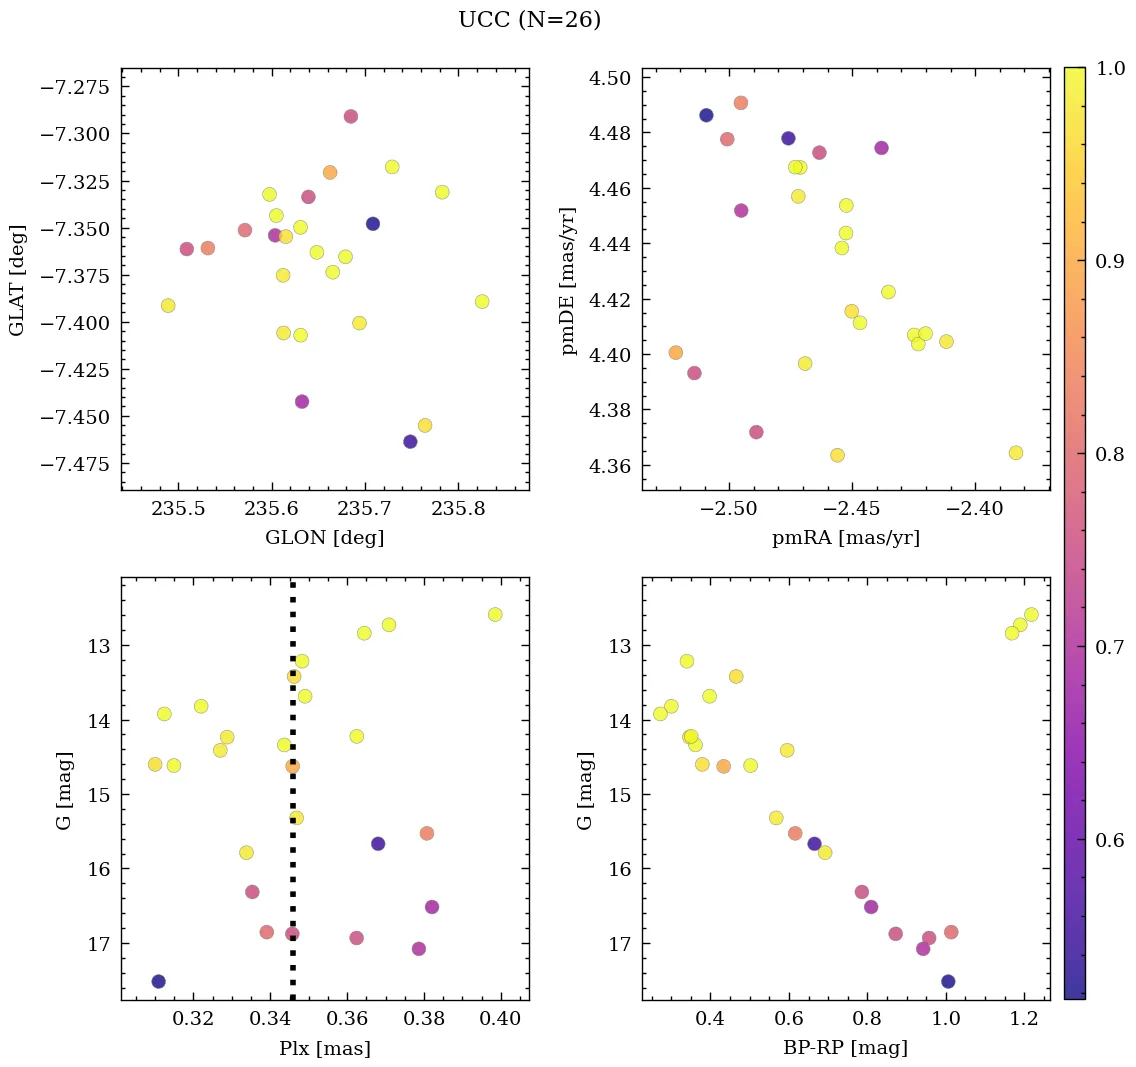 UCC (N=26)
−7.275
−7.300
−7.325
−7.350
−7.375
−7.400
−7.425
−7.450
−7.475
GLAT [deg]
235.5 235.6 235.7 235.8
GLON [deg]
4.50
4.48
4.46
4.44
4.42
4.40
4.38
4.36
pmDE [mas/yr]
−2.50 −2.45 −2.40
pmRA [mas/yr]
13
14
15
16
17
G [mag]
0.32 0.34 0.36 0.38 0.40
Plx [mas]
13
14
15
16
17
G [mag]
0.4 0.6 0.8 1.0 1.2
BP-RP [mag]
1.0
0.9
0.8
0.7
0.6